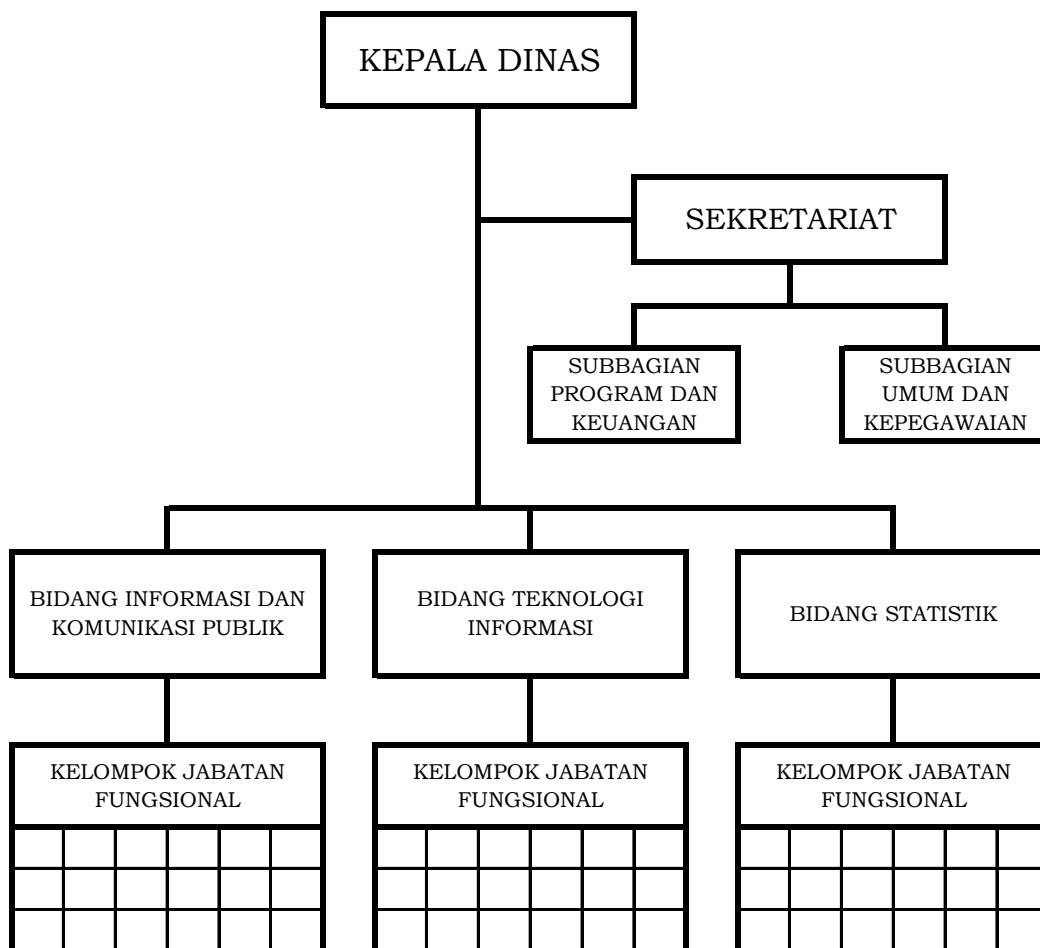 KEPALA DINAS
SEKRETARIAT
SUBBAGIAN
PROGRAM DAN
KEUANGAN
SUBBAGIAN
UMUM DAN
KEPEGAWAIAN
BIDANG INFORMASI DAN
KOMUNIKASI PUBLIK
BIDANG TEKNOLOGI
INFORMASI
BIDANG STATISTIK
KELOMPOK JABATAN
FUNGSIONAL
KELOMPOK JABATAN
FUNGSIONAL
KELOMPOK JABATAN
FUNGSIONAL